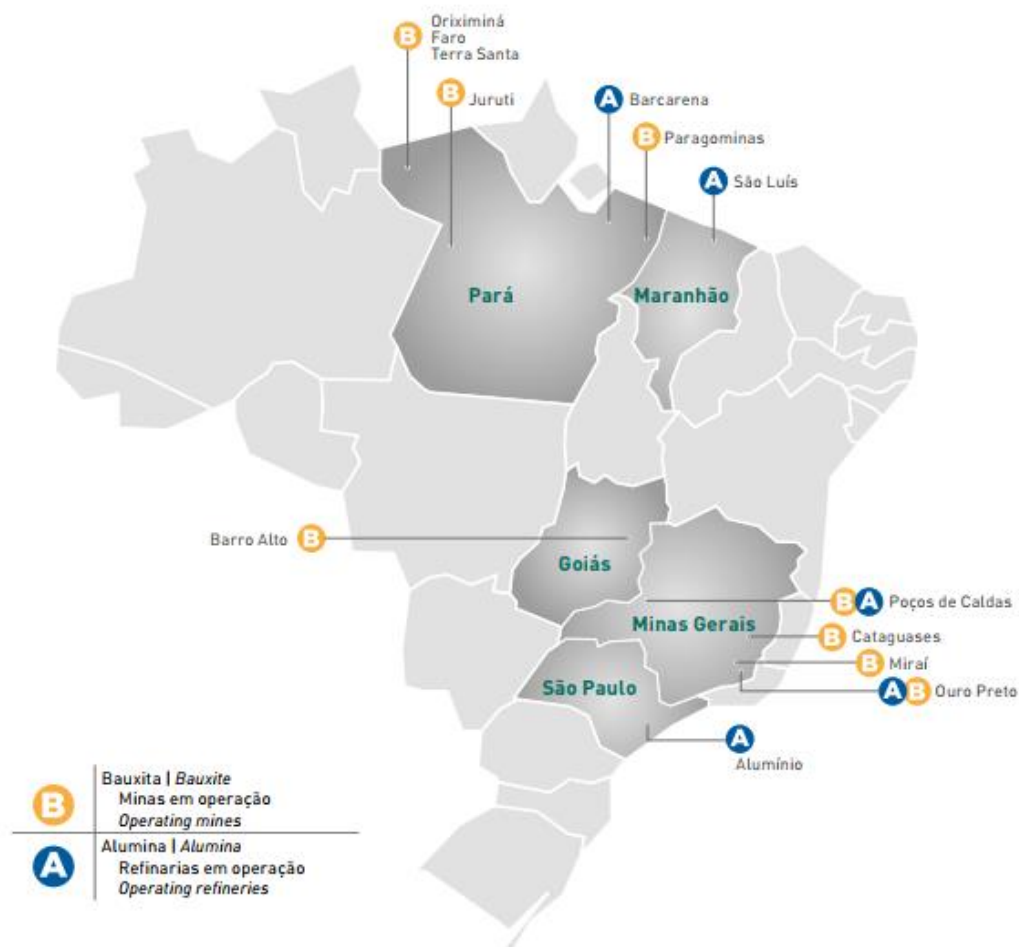 B
Oriximiná
Faro
Terra Santa
B
Juruti
A
Barcarena
B
Paragominas
A
São Luís
Pará
Maranhão
Barro Alto
B
Goiás
B
A
Poços de Caldas
Minas Gerais
B
Cataguases
B
Miraí
A
B
Ouro Preto
São Paulo
A
Alumínio
B
Bauxita | Bauxite
Minas em operação
Operating mines
A
Alumina | Alumina
Refinarias em operação
Operating refineries